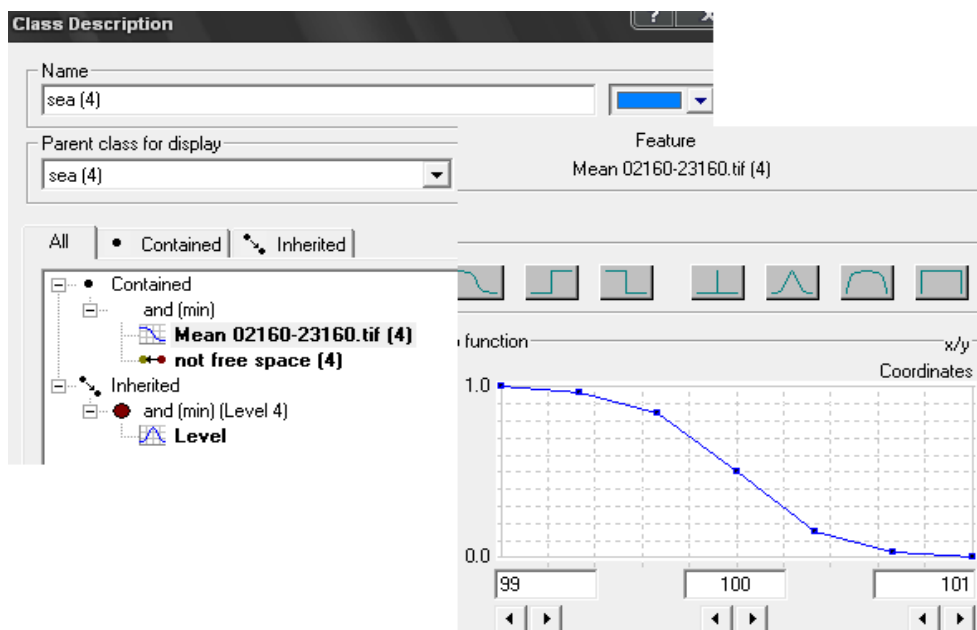 Class Description
Name
sea (4)
Parent class for display
sea (4)
Feature
Mean 02160-23160.tif (4)
All
Contained
Inherited
Contained
and (min)
Mean 02160-23160.tif (4)
not free space (4)
Inherited
and (min) (Level 4)
Level
function
x/y
Coordinates
1.0
0.0
99
100
101